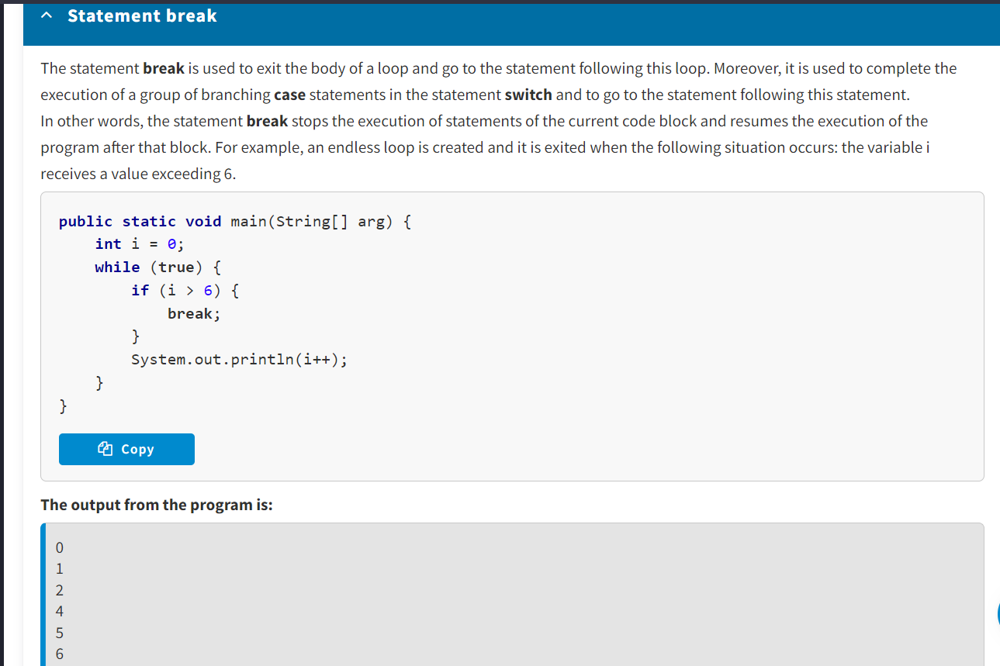 Statement break
The statement break is used to exit the body of a loop and go to the statement following this loop. Moreover, it is used to complete the
execution of a group of branching case statements in the statement switch and to go to the statement following this statement.
In other words, the statement break stops the execution of statements of the current code block and resumes the execution of the
program after that block. For example, an endless loop is created and it is exited when the following situation occurs: the variable i
receives a value exceeding 6.
public static void main(String[] arg) {
    int i = 0;
    while (true) {
        if (i > 6) {
            break;
        }
        System.out.println(i++);
    }
}
Copy
The output from the program is:
0
1
2
4
5
6